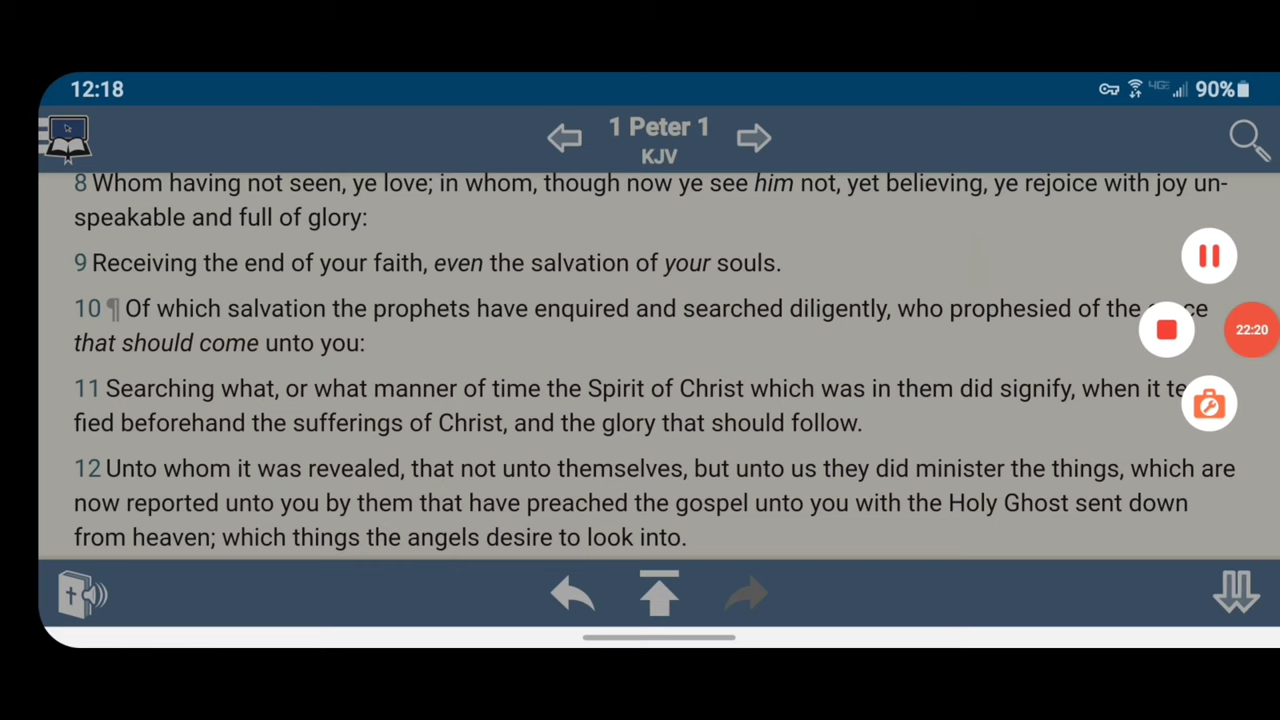 12:18
4GE 90%
1 Peter 1
KJV
8 Whom having not seen, ye love; in whom, though now ye see him not, yet believing, ye rejoice with joy un-
speakable and full of glory:
9 Receiving the end of your faith, even the salvation of your souls.
10 ¶ Of which salvation the prophets have enquired and searched diligently, who prophesied of the
that should come unto you:
11 Searching what, or what manner of time the Spirit of Christ which was in them did signify, when it te
fied beforehand the sufferings of Christ, and the glory that should follow.
12 Unto whom it was revealed, that not unto themselves, but unto us they did minister the things, which are
now reported unto you by them that have preached the gospel unto you with the Holy Ghost sent down
from heaven; which things the angels desire to look into.
22:20